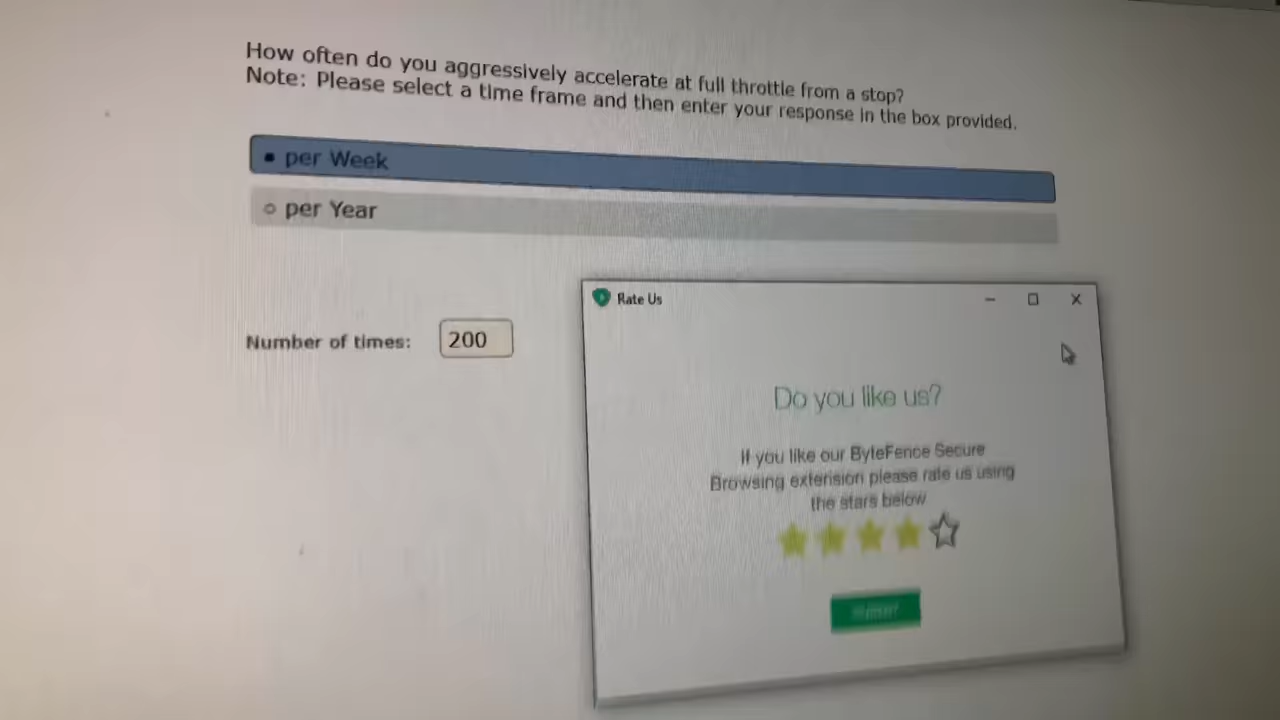 How often do you aggressively accelerate at full throttle from a stop?
Note: Please select a time frame and then enter your response in the box provided.
per Week
per Year
Number of times:
200
Rate Us
Do you like us?
If you like our ByteFence Secure
Browsing extension please rate us using
the stars below